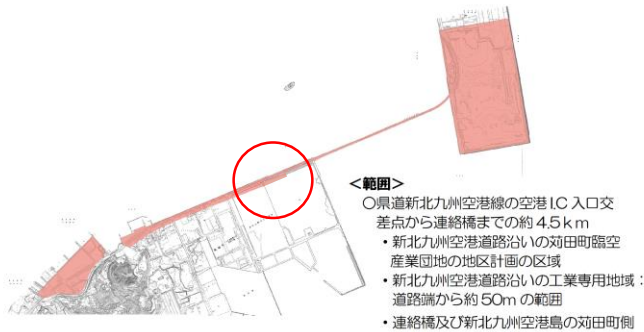 <範囲>
○県道新北九州空港線の空港 I.C 入口交
差点から連絡橋までの約 4.5ｋｍ
・新北九州空港道路沿いの苅田町臨空
産業団地の地区計画の区域
・新北九州空港道路沿いの工業専用地域：
道路端から約 50m の範囲
・連絡橋及び新北九州空港島の苅田町側